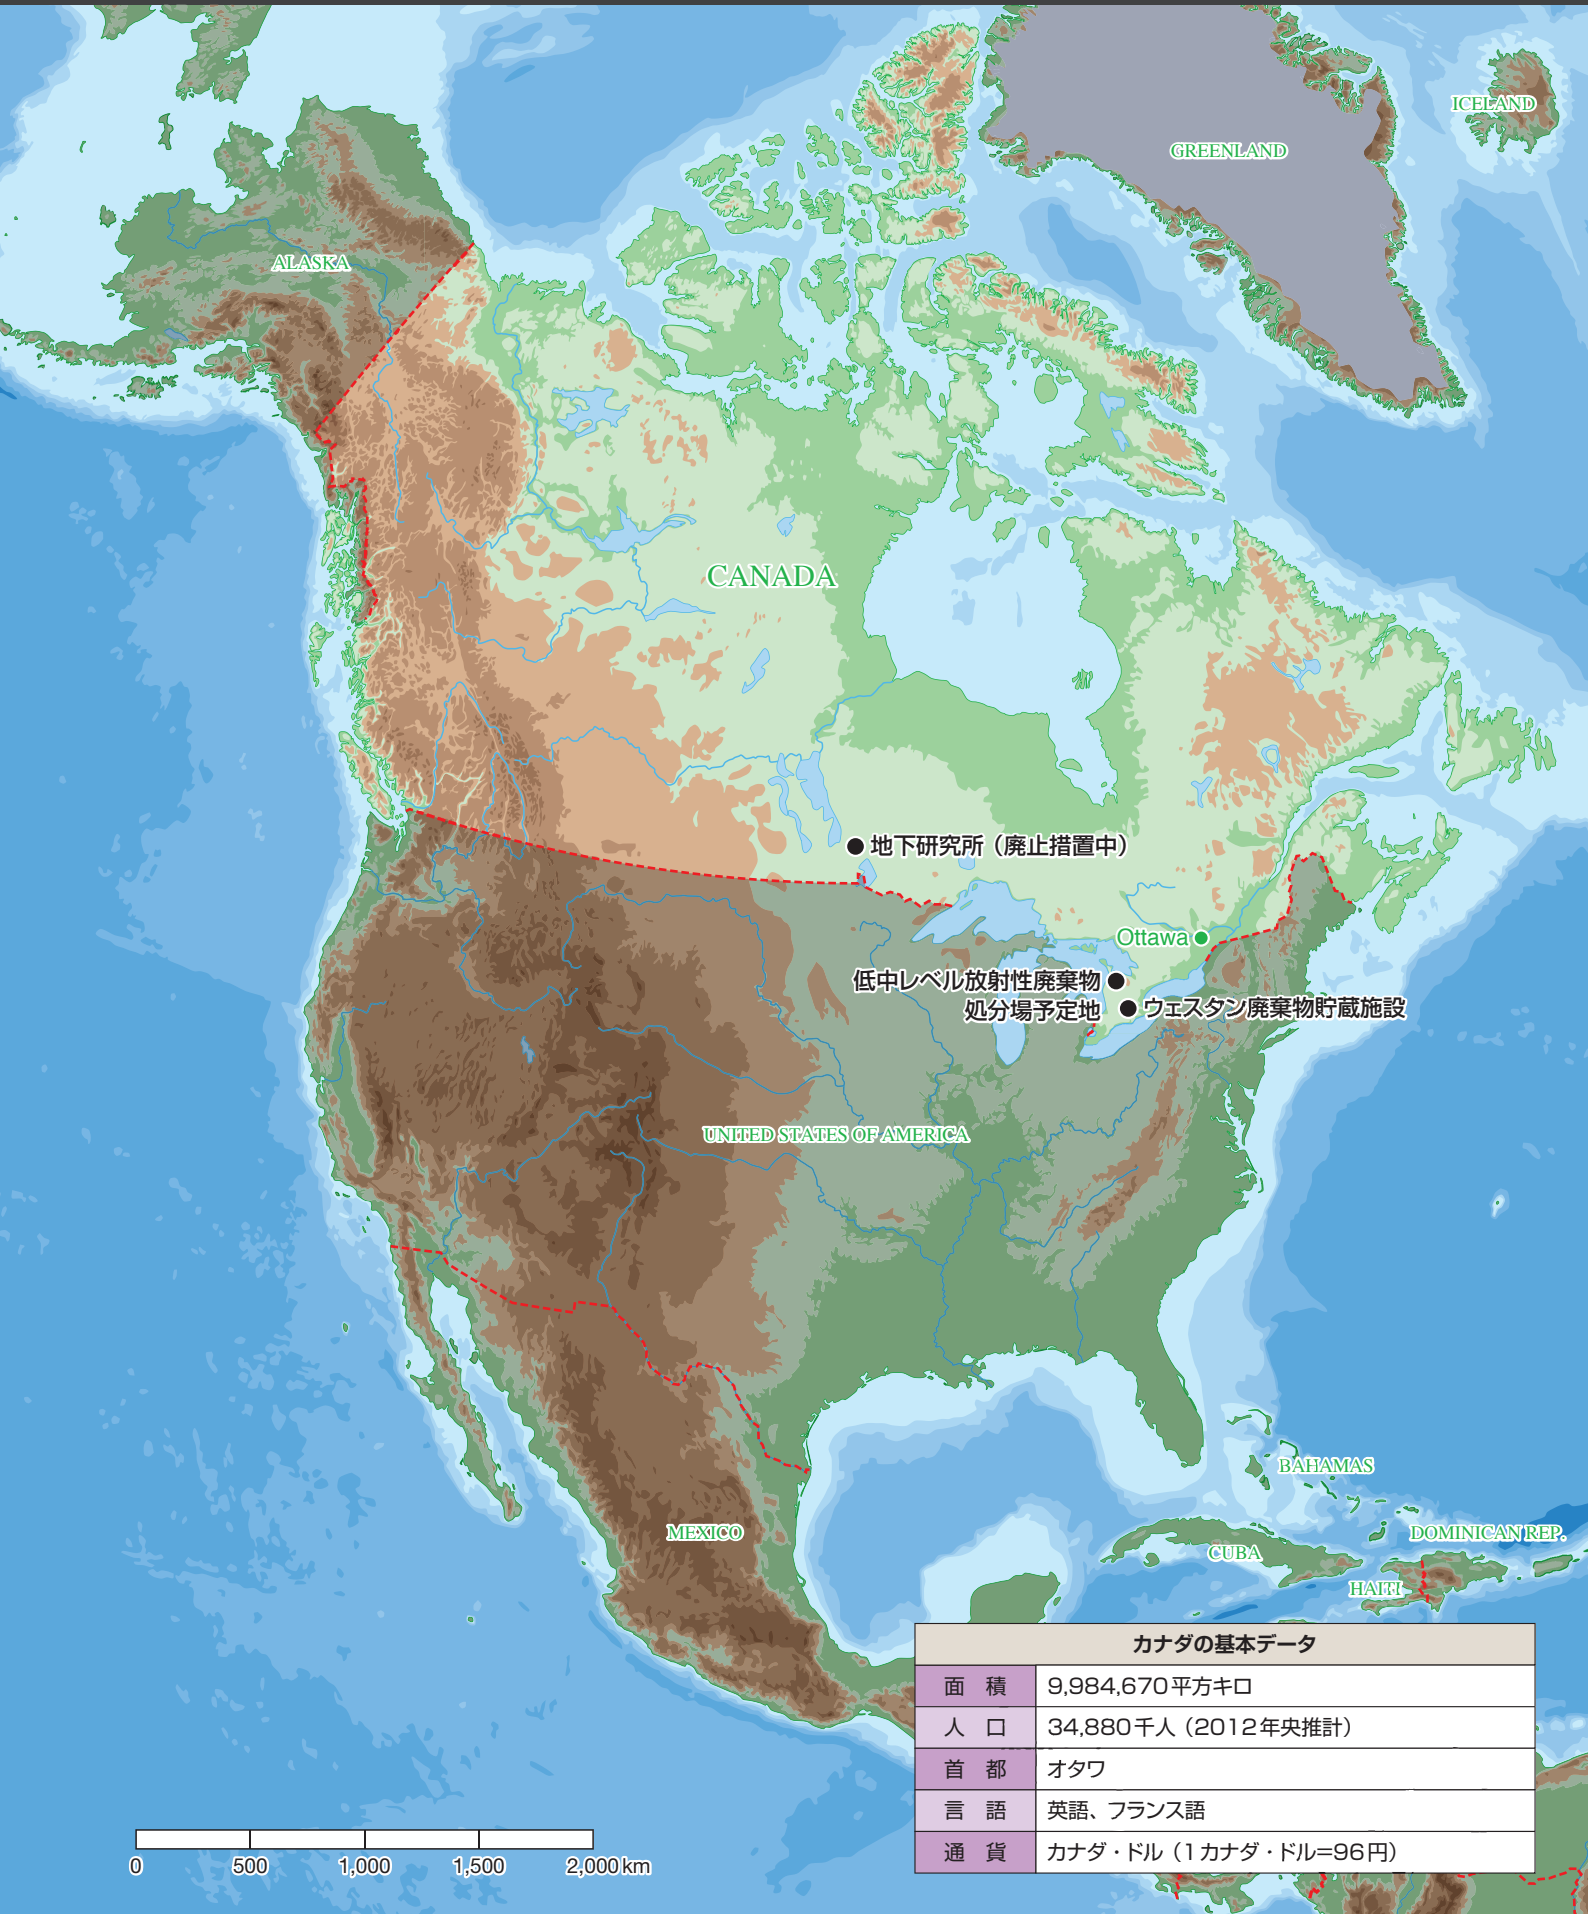 ICELAND
GREENLAND
ALASKA
CANADA
地下研究所（廃止措置中）
Ottawa
低中レベル放射性廃棄物
処分場予定地
ウェスタン廃棄物貯蔵施設
UNITED STATES OF AMERICA
BAHAMAS
MEXICO
DOMINICAN REP.
CUBA
HAITI
カナダの基本データ
面　積 9,984,670平方キロ
人　口 34,880千人（2012年央推計）
首　都 オタワ
言　語 英語、フランス語
通　貨 カナダ・ドル（1カナダ・ドル=96円）
0 500 1,000 1,500 2,000km